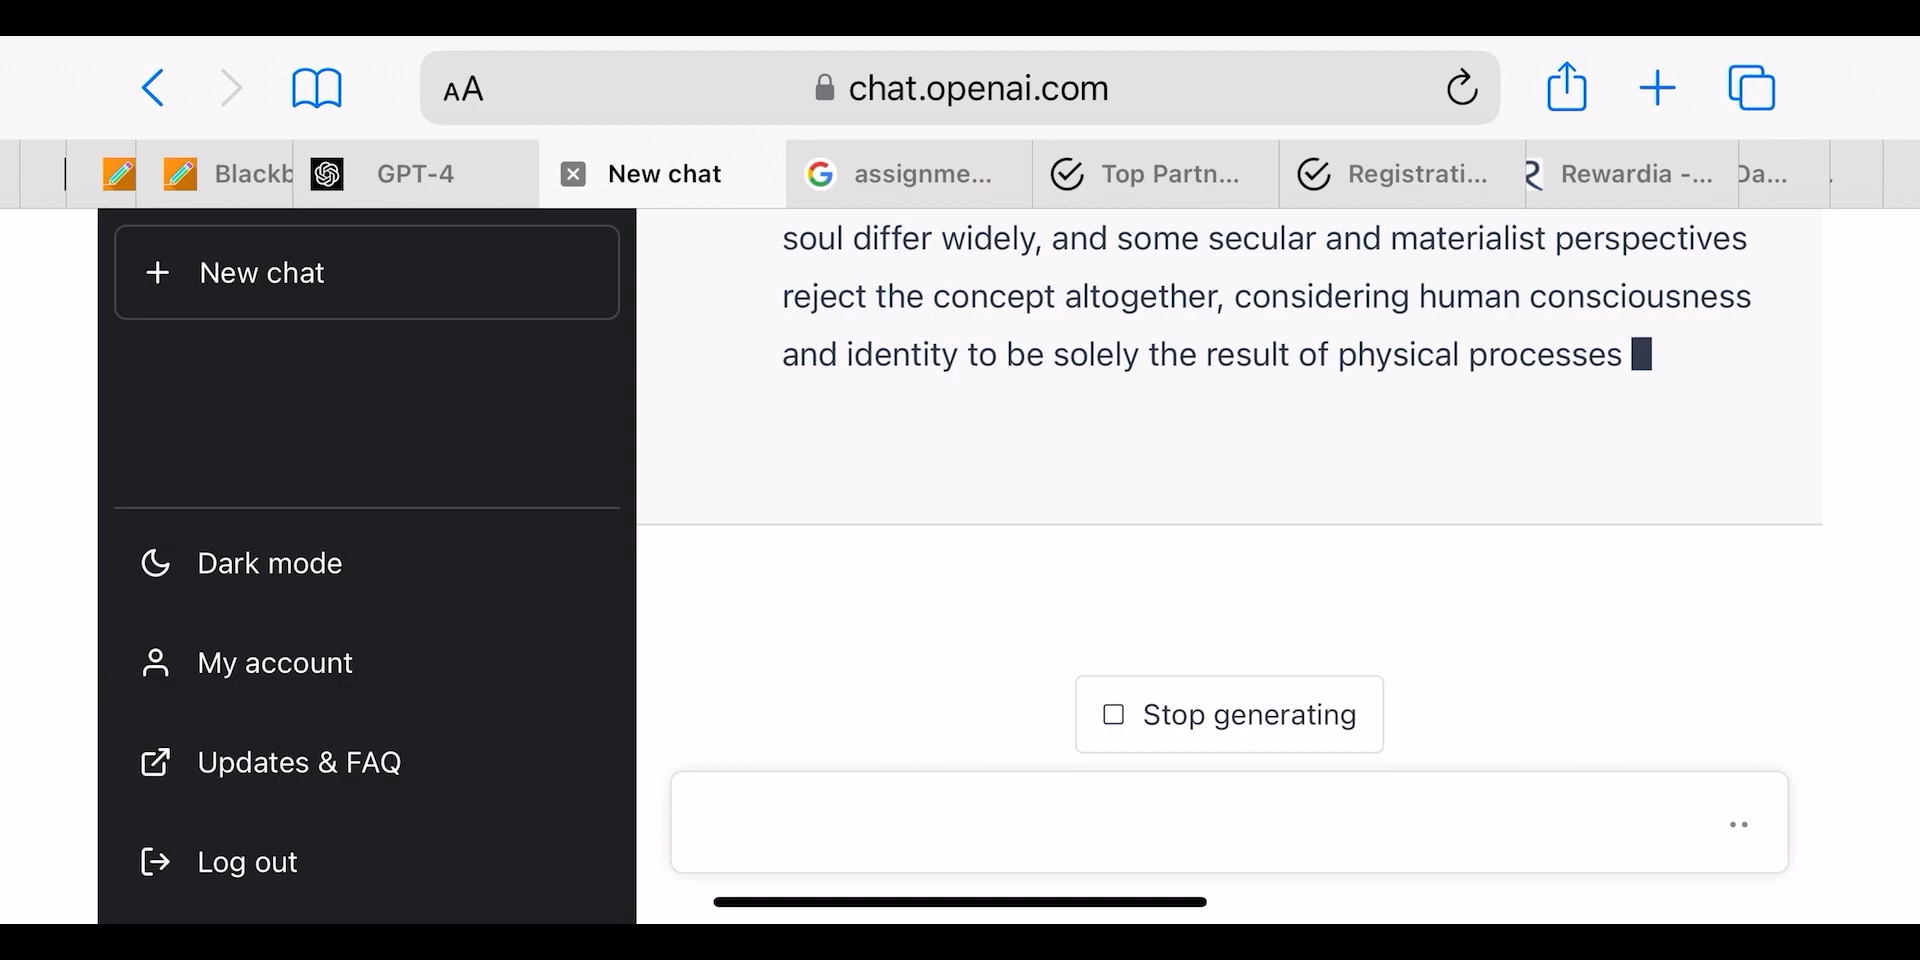 AA
chat.openai.com
Blackb
GPT-4
New chat
assignme...
Top Partn...
Registrati...
Rewardia -...
Da...
New chat
Dark mode
My account
Updates & FAQ
Log out
soul differ widely, and some secular and materialist perspectives
reject the concept altogether, considering human consciousness
and identity to be solely the result of physical processes
Stop generating